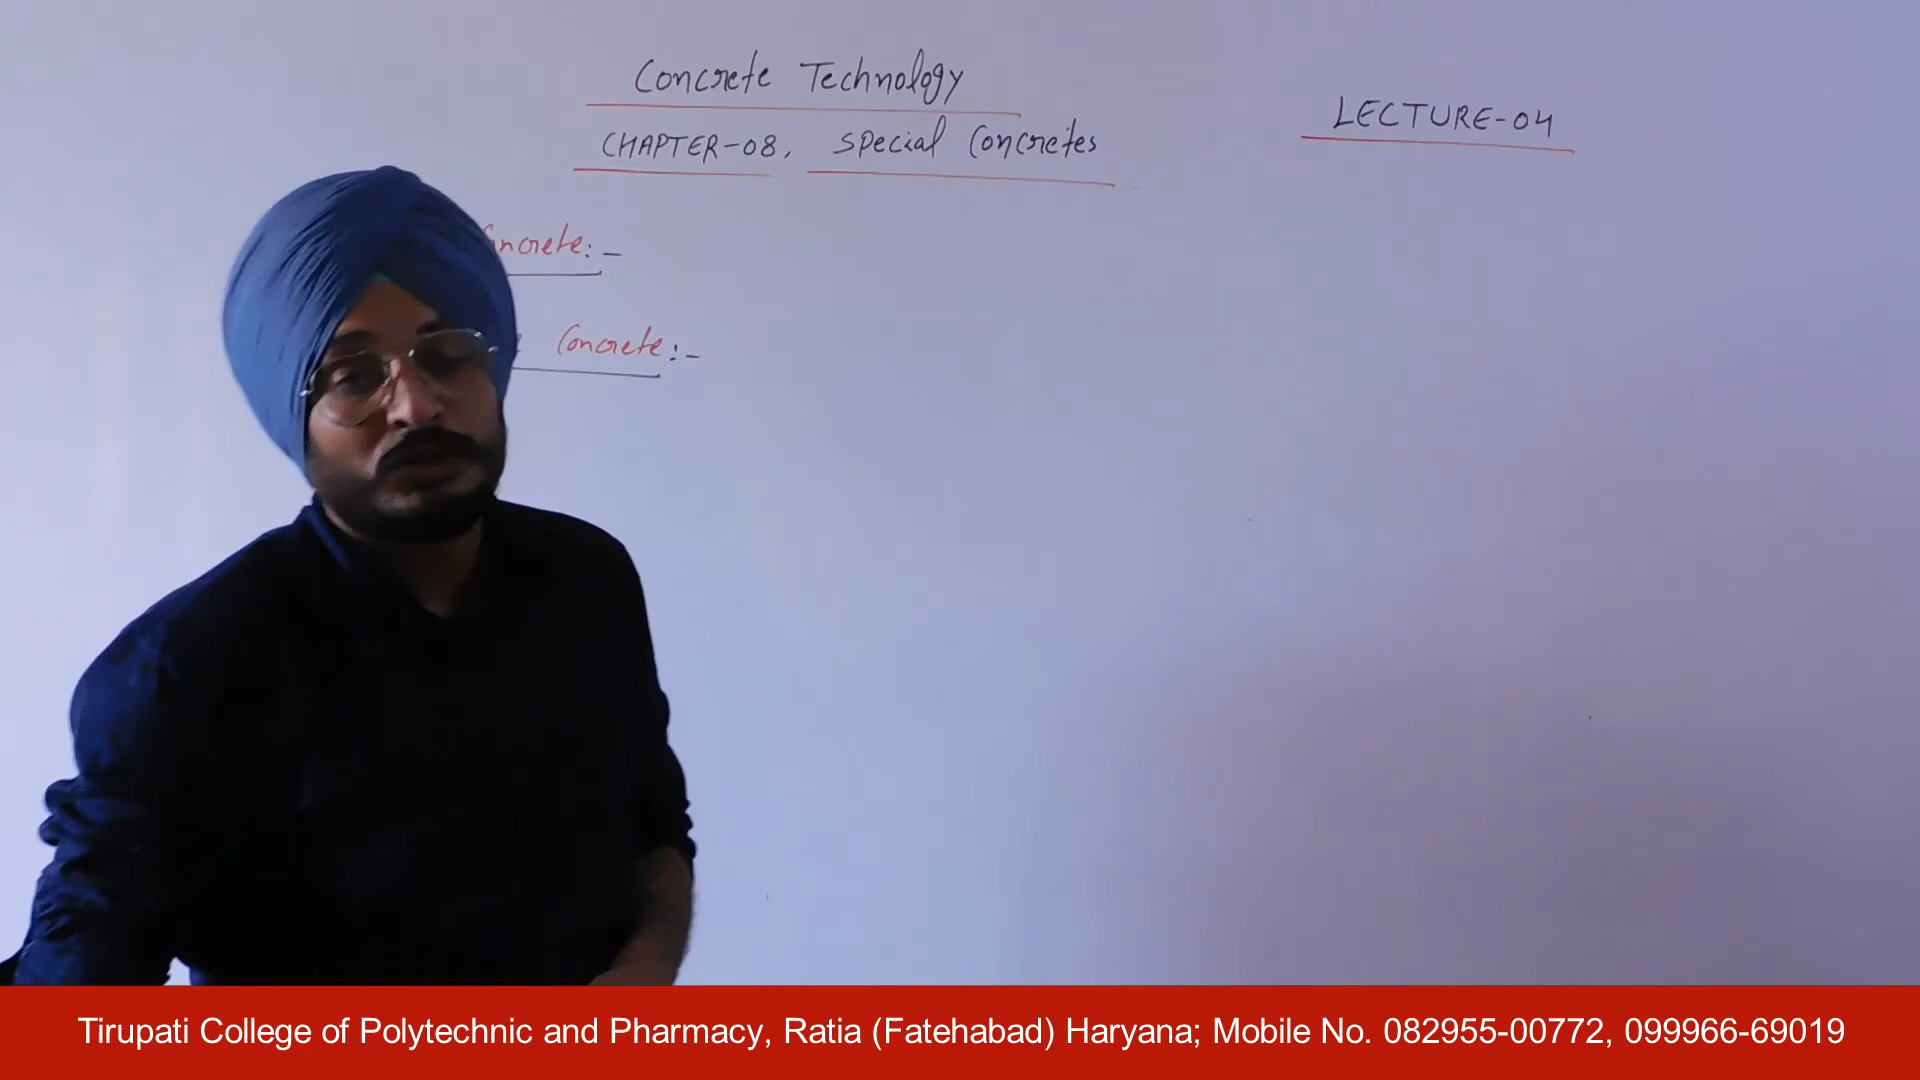 Concrete Technology
LECTURE-04
CHAPTER-08. Special Concretes
Concrete:-
Concrete:-
Tirupati College of Polytechnic and Pharmacy, Ratia (Fatehabad) Haryana; Mobile No. 082955-00772, 099966-69019